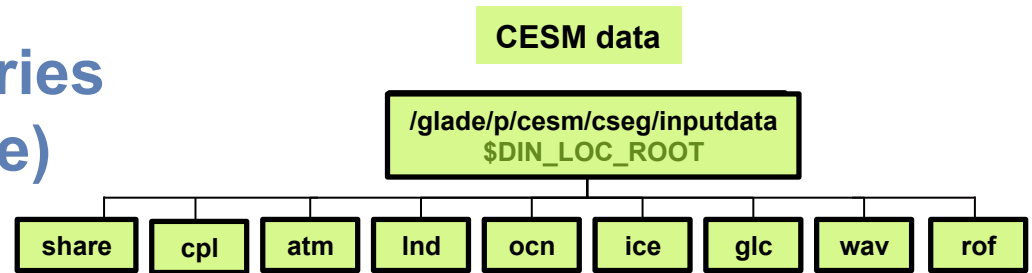 ries
e)
CESM data
/glade/p/cesm/cseg/inputdata
$DIN_LOC_ROOT
share cpl atm lnd ocn ice glc wav rof